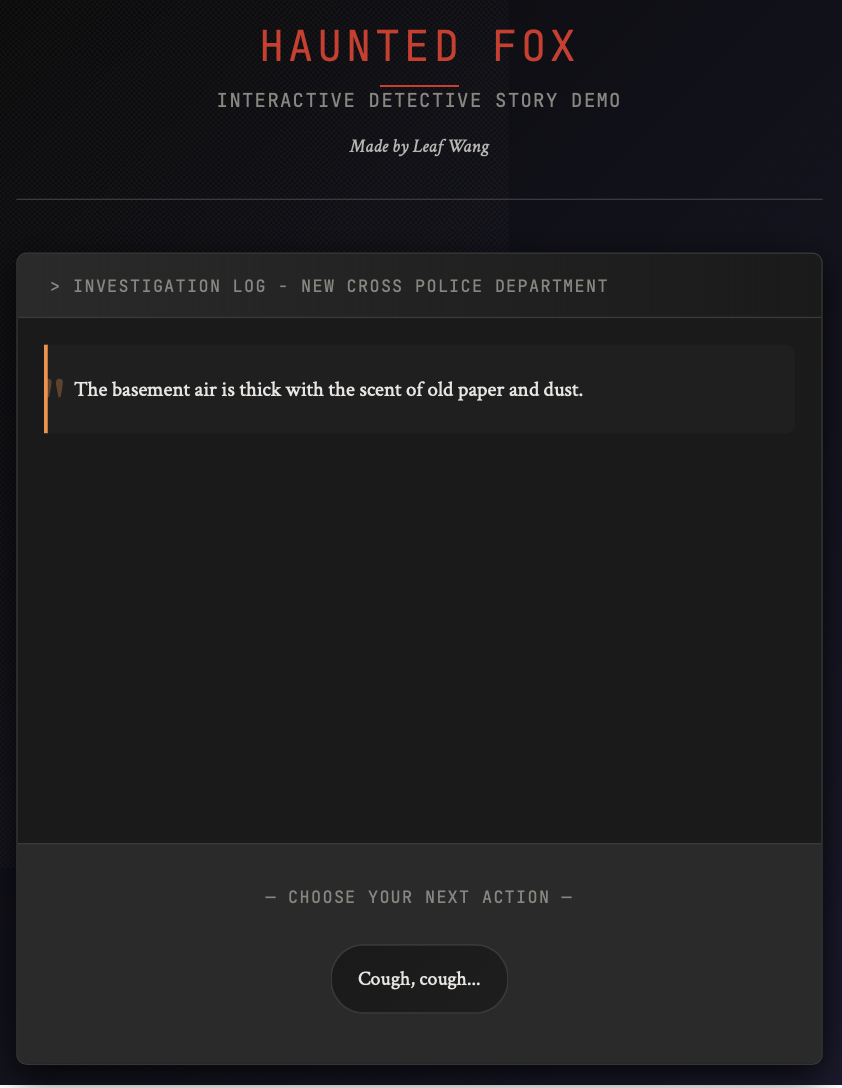 HAUNTED FOX
INTERACTIVE DETECTIVE STORY DEMO
Made by Leaf Wang
> INVESTIGATION LOG - NEW CROSS POLICE DEPARTMENT
" The basement air is thick with the scent of old paper and dust.
— CHOOSE YOUR NEXT ACTION —
Cough, cough...